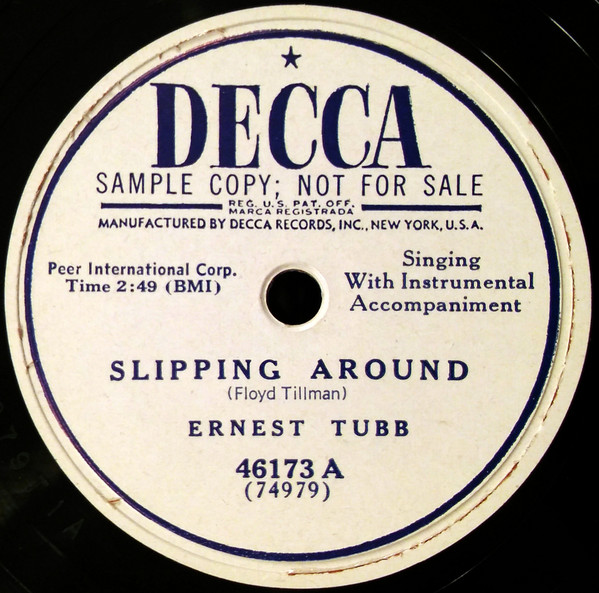 DECCA
SAMPLE COPY; NOT FOR SALE
REG. U.S. PAT. OFF.
MARCA REGISTRADA
MANUFACTURED BY DECCA RECORDS, INC., NEW YORK, U.S.A.
Peer International Corp.
Time 2:49 (BMI)
Singing
With Instrumental
Accompaniment
SLIPPING AROUND
(Floyd Tillman)
ERNEST TUBB
46173 A
(74979)